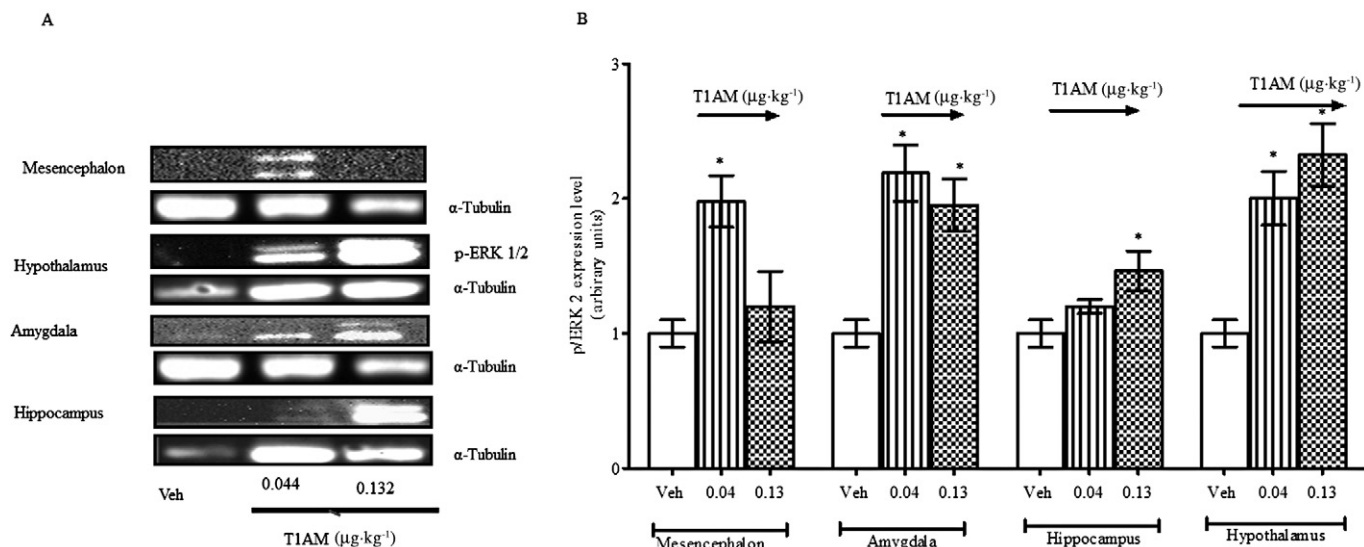 A
Mesencephalon
α-Tubulin
Hypothalamus
p-ERK 1/2
α-Tubulin
Amygdala
α-Tubulin
Hippocampus
α-Tubulin
Veh 0.044 0.132
T1AM (µg·kg⁻¹)
B
p/ERK 2 expression level
(arbitrary units)
3
2
1
0
T1AM (µg·kg⁻¹) T1AM (µg·kg⁻¹) T1AM (µg·kg⁻¹) T1AM (µg·kg⁻¹)
* * * * * *
Veh 0.04 0.13 Veh 0.04 0.13 Veh 0.04 0.13 Veh 0.04 0.13
Mesencephalon Amygdala Hippocampus Hypothalamus